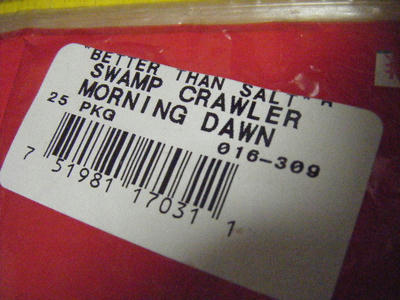 "BETTER THAN SALT" A
SWAMP CRAWLER
MORNING DAWN
25 PKG
016-309
7 51981 17031 1